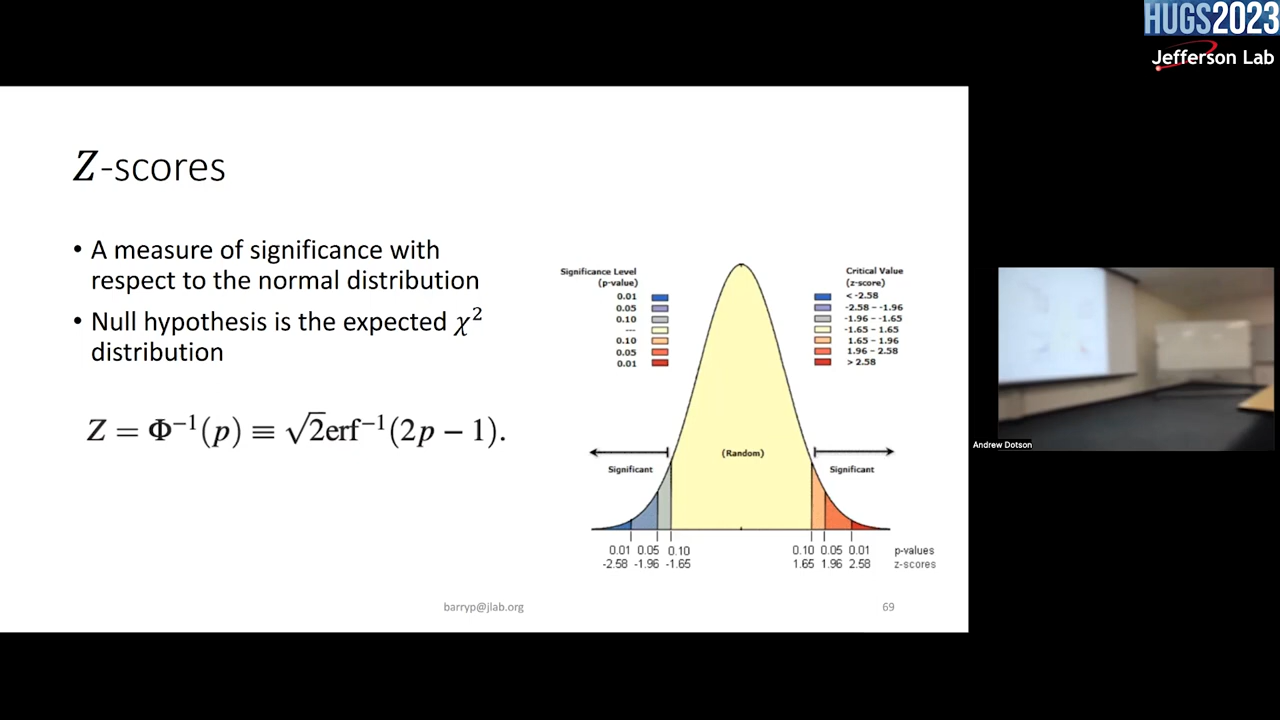 HUGS2023
Jefferson Lab
Z-scores
• A measure of significance with
respect to the normal distribution
• Null hypothesis is the expected χ²
distribution
Z = Φ⁻¹(p) ≡ √2erf⁻¹(2p − 1).
Significance Level
(p-value)
0.01
0.05
0.10
---
0.10
0.05
0.01
Critical Value
(z-score)
< -2.58
-2.58 - -1.96
-1.96 - -1.65
-1.65 - 1.65
1.65 - 1.96
1.96 - 2.58
> 2.58
(Random)
Significant
Significant
0.01 0.05 0.10 0.10 0.05 0.01 p-values
-2.58 -1.96 -1.65 1.65 1.96 2.58 z-scores
barryp@jlab.org
69
Andrew Dotson